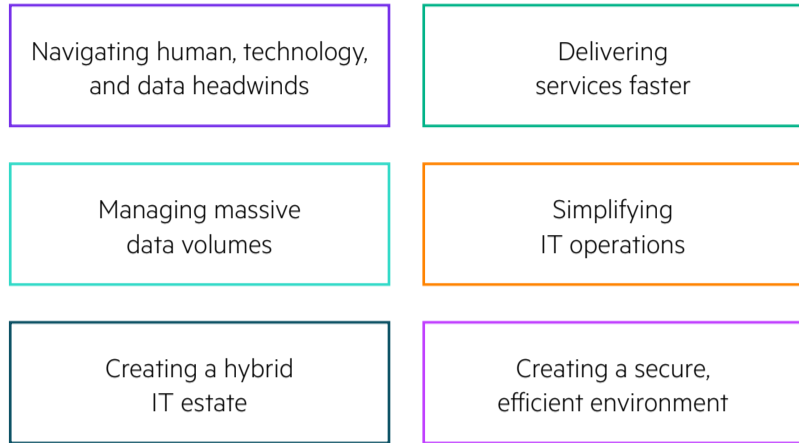 Navigating human, technology,
and data headwinds
Delivering
services faster
Managing massive
data volumes
Simplifying
IT operations
Creating a hybrid
IT estate
Creating a secure,
efficient environment